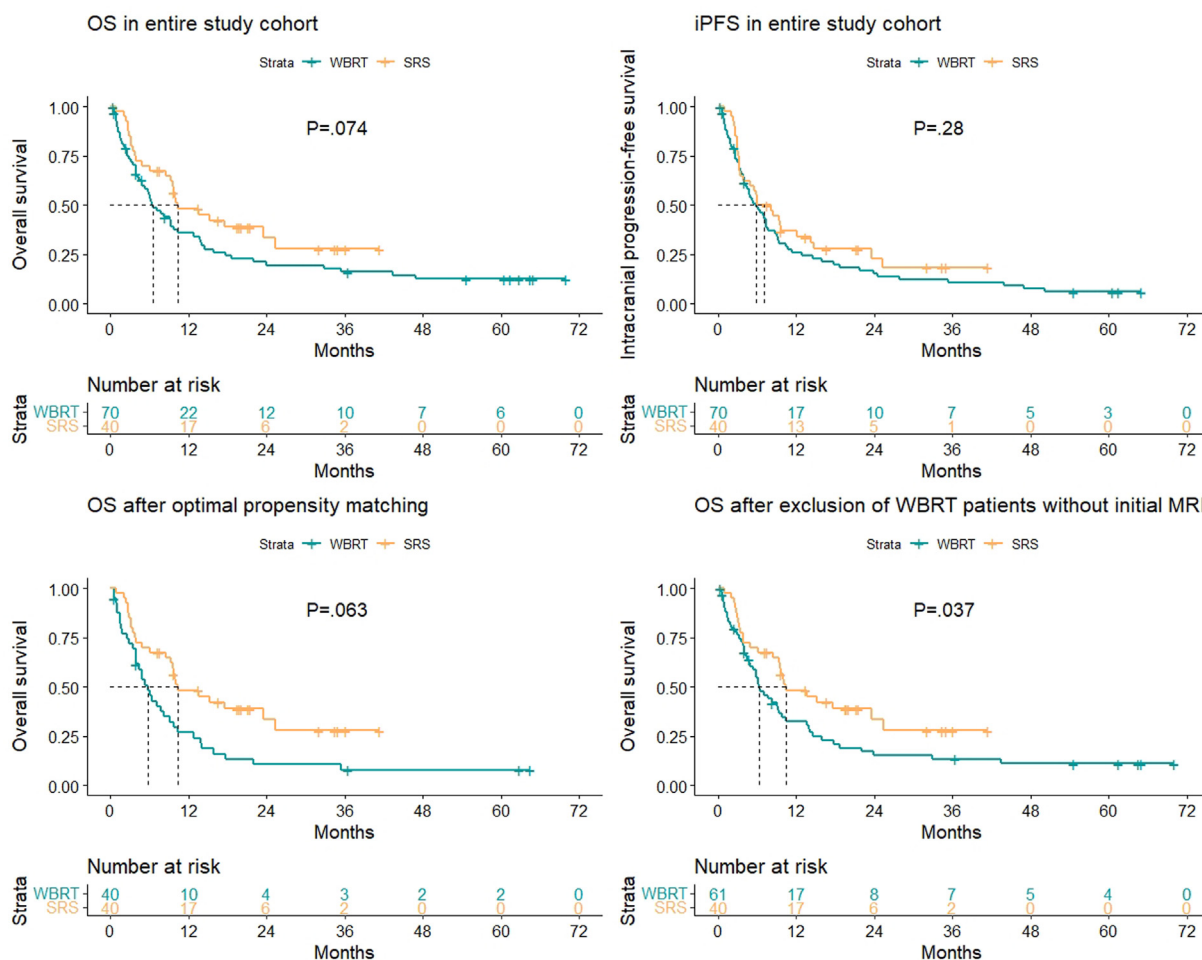 OS in entire study cohort
Strata WBRT SRS
P=.074
Overall survival
1.00
0.75
0.50
0.25
0.00
0 12 24 36 48 60 72
Months
Number at risk
Strata
WBRT 70 22 12 10 7 6 0
SRS 40 17 6 2 0 0 0
0 12 24 36 48 60 72
Months
iPFS in entire study cohort
Strata WBRT SRS
P=.28
Intracranial progression-free survival
1.00
0.75
0.50
0.25
0.00
0 12 24 36 48 60 72
Months
Number at risk
Strata
WBRT 70 17 10 7 5 3 0
SRS 40 13 5 1 0 0 0
0 12 24 36 48 60 72
Months
OS after optimal propensity matching
Strata WBRT SRS
P=.063
Overall survival
1.00
0.75
0.50
0.25
0.00
0 12 24 36 48 60 72
Months
Number at risk
Strata
WBRT 40 10 4 3 2 2 0
SRS 40 17 6 2 0 0 0
0 12 24 36 48 60 72
Months
OS after exclusion of WBRT patients without initial MRI
Strata WBRT SRS
P=.037
Overall survival
1.00
0.75
0.50
0.25
0.00
0 12 24 36 48 60 72
Months
Number at risk
Strata
WBRT 61 17 8 7 5 4 0
SRS 40 17 6 2 0 0 0
0 12 24 36 48 60 72
Months